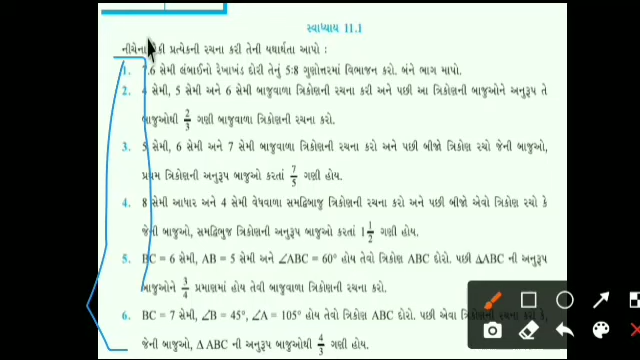 સ્વાધ્યાય 11.1
નીચેના પ્રત્યેકની રચના કરી તેની યથાર્થતા આપો :
1. 7.6 સેમી લંબાઈનો રેખાખંડ દોરી તેનું 5:8 ગુણોત્તરમાં વિભાજન કરો. બંને ભાગ માપો.
2. 4 સેમી, 5 સેમી અને 6 સેમી બાજુવાળા ત્રિકોણની રચના કરી અને પછી આ ત્રિકોણની બાજુઓને અનુરૂપ તે
બાજુઓથી 2/3 ગણી બાજુવાળા ત્રિકોણની રચના કરો.
3. 5 સેમી, 6 સેમી અને 7 સેમી બાજુવાળા ત્રિકોણની રચના કરો અને પછી બીજો ત્રિકોણ રચો જેની બાજુઓ,
પ્રથમ ત્રિકોણની અનુરૂપ બાજુઓ કરતાં 7/5 ગણી હોય.
4. 8 સેમી આધાર અને 4 સેમી વેધવાળા સમદ્વિબાજુ ત્રિકોણની રચના કરો અને પછી બીજો એવો ત્રિકોણ રચો કે
જેની બાજુઓ, સમદ્વિભુજ ત્રિકોણની અનુરૂપ બાજુઓ કરતાં 1 1/2 ગણી હોય.
5. BC = 6 સેમી, AB = 5 સેમી અને ∠ABC = 60° હોય તેવો ત્રિકોણ ABC દોરો. પછી ΔABC ની અનુરૂપ
બાજુઓને 3/4 પ્રમાણમાં હોય તેવી બાજુવાળા ત્રિકોણની રચના કરો.
6. BC = 7 સેમી, ∠B = 45°, ∠A = 105° હોય તેવો ત્રિકોણ ABC દોરો. પછી એવા ત્રિકોણની રચના કરો કે,
જેની બાજુઓ, Δ ABC ની અનુરૂપ બાજુઓથી 4/3 ગણી હોય.